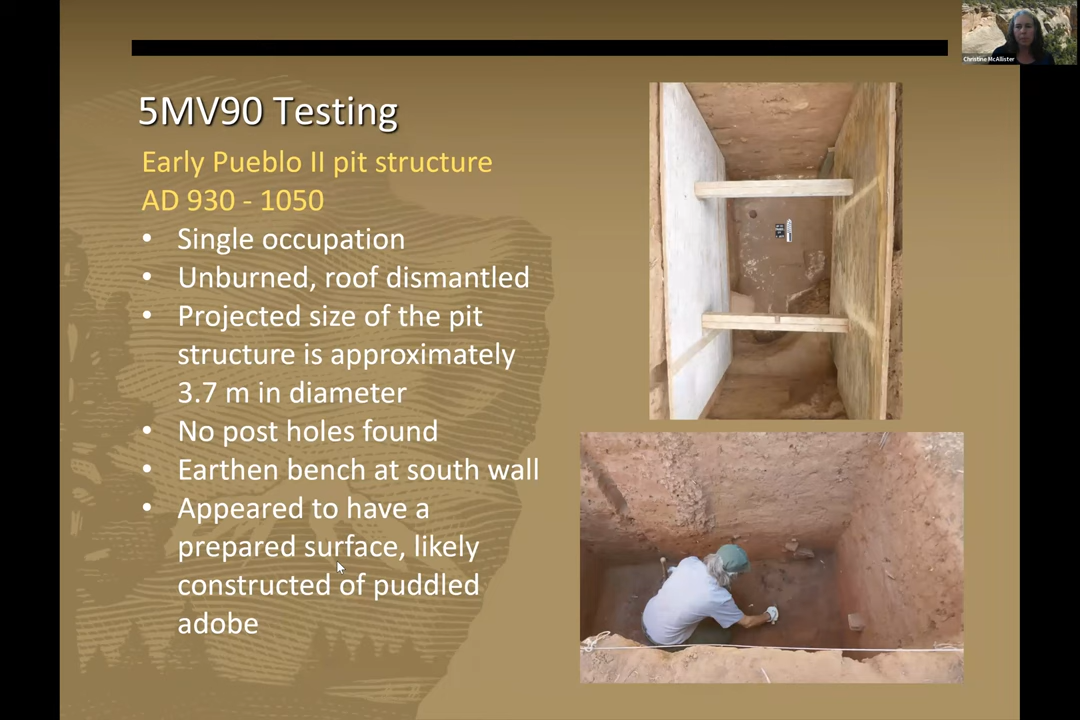 Christine McAllister
5MV90 Testing
Early Pueblo II pit structure
AD 930 - 1050
• Single occupation
• Unburned, roof dismantled
• Projected size of the pit
structure is approximately
3.7 m in diameter
• No post holes found
• Earthen bench at south wall
• Appeared to have a
prepared surface, likely
constructed of puddled
adobe